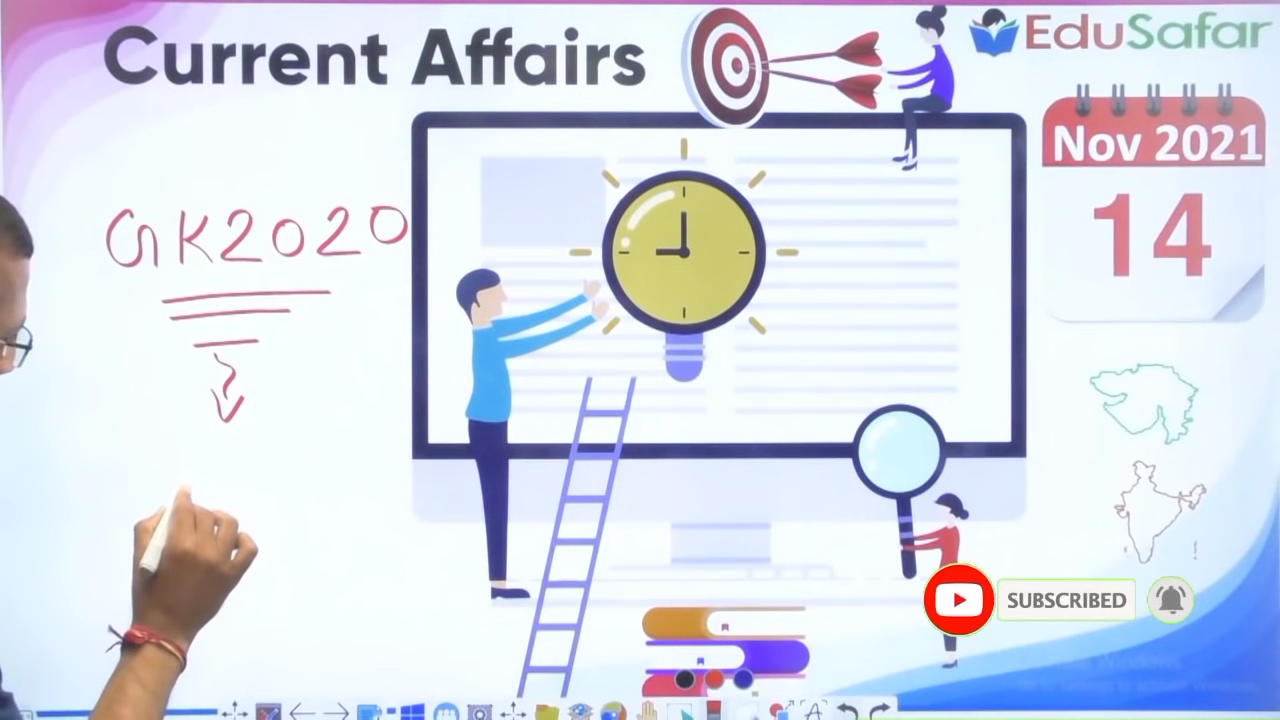 Current Affairs
EduSafar
Nov 2021
14
GK2020
SUBSCRIBED